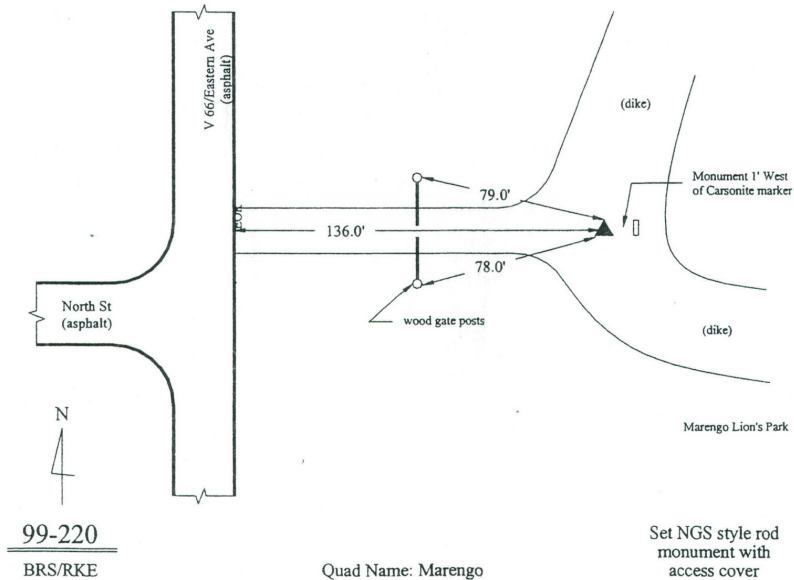 V 66/Eastern Ave
(asphalt)
(dike)
Monument 1' West
of Carsonite marker
79.0'
EOR
136.0'
78.0'
North St
(asphalt)
wood gate posts
(dike)
N
Marengo Lion's Park
99-220
BRS/RKE
Quad Name: Marengo
Set NGS style rod
monument with
access cover